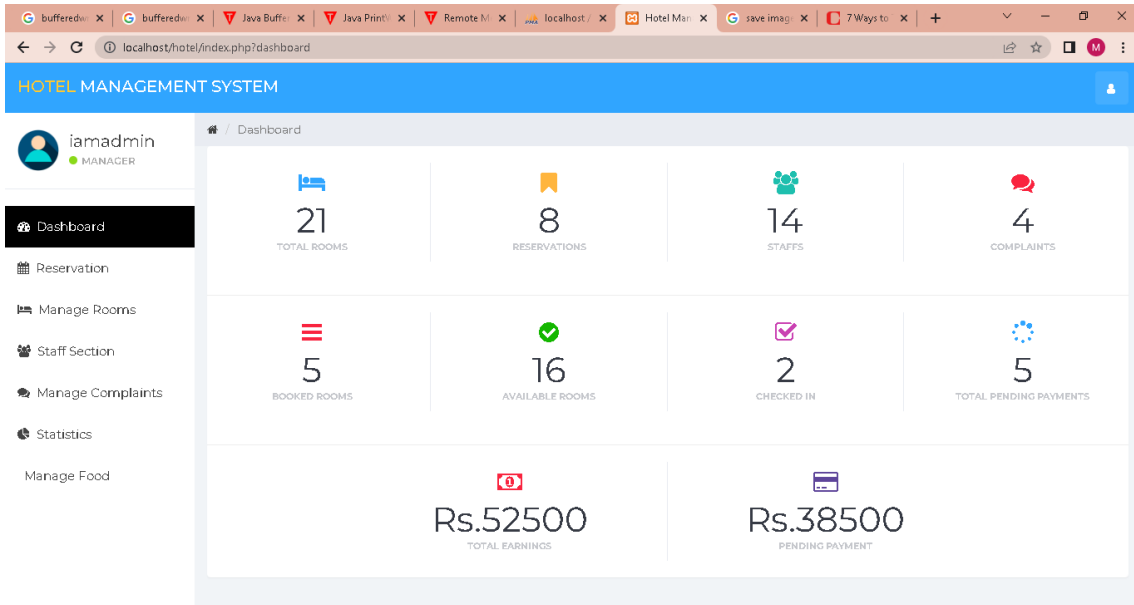 bufferedw
bufferedw
Java Buffe
Java PrintW
Remote M
localhost /
Hotel Man
save image
7 Ways to
localhost/hotel/index.php?dashboard
M
HOTEL MANAGEMENT SYSTEM
iamadmin
MANAGER
Dashboard
Dashboard
Reservation
Manage Rooms
Staff Section
Manage Complaints
Statistics
Manage Food
21
TOTAL ROOMS
8
RESERVATIONS
14
STAFFS
4
COMPLAINTS
5
BOOKED ROOMS
16
AVAILABLE ROOMS
2
CHECKED IN
5
TOTAL PENDING PAYMENTS
Rs.52500
TOTAL EARNINGS
Rs.38500
PENDING PAYMENT